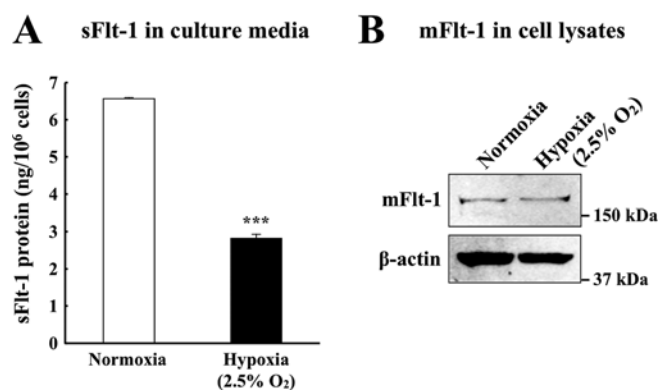 A sFlt-1 in culture media
sFlt-1 protein (ng/10⁶ cells)
7
6
5
4
3
2
1
0
***
Normoxia
Hypoxia
(2.5% O₂)
B mFlt-1 in cell lysates
Normoxia
Hypoxia
(2.5% O₂)
mFlt-1
150 kDa
β-actin
37 kDa